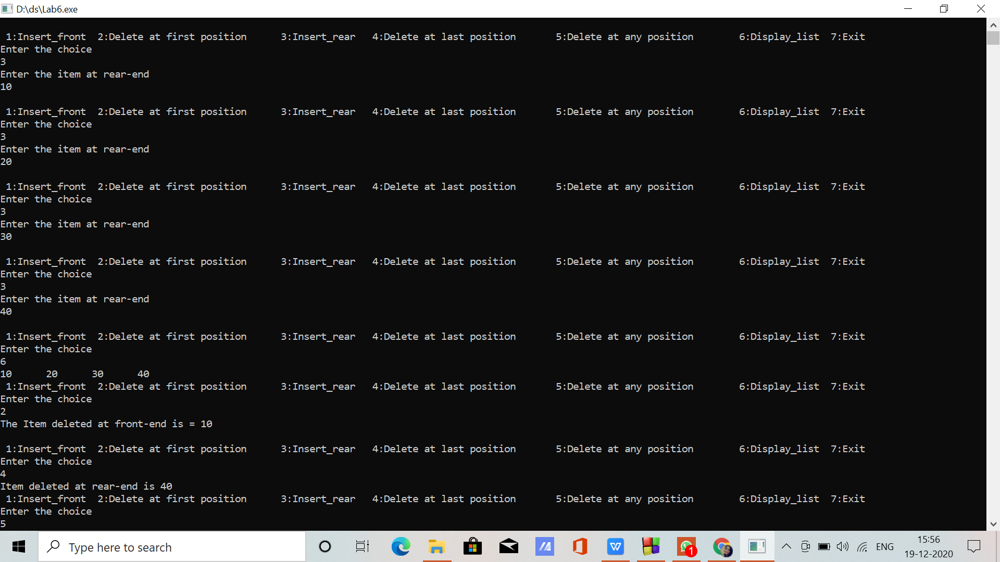 D:\ds\Lab6.exe
1:Insert_front 2:Delete at first position 3:Insert_rear 4:Delete at last position 5:Delete at any position 6:Display_list 7:Exit
Enter the choice
3
Enter the item at rear-end
10
1:Insert_front 2:Delete at first position 3:Insert_rear 4:Delete at last position 5:Delete at any position 6:Display_list 7:Exit
Enter the choice
3
Enter the item at rear-end
20
1:Insert_front 2:Delete at first position 3:Insert_rear 4:Delete at last position 5:Delete at any position 6:Display_list 7:Exit
Enter the choice
3
Enter the item at rear-end
30
1:Insert_front 2:Delete at first position 3:Insert_rear 4:Delete at last position 5:Delete at any position 6:Display_list 7:Exit
Enter the choice
3
Enter the item at rear-end
40
1:Insert_front 2:Delete at first position 3:Insert_rear 4:Delete at last position 5:Delete at any position 6:Display_list 7:Exit
Enter the choice
6
10 20 30 40
1:Insert_front 2:Delete at first position 3:Insert_rear 4:Delete at last position 5:Delete at any position 6:Display_list 7:Exit
Enter the choice
2
The Item deleted at front-end is = 10
1:Insert_front 2:Delete at first position 3:Insert_rear 4:Delete at last position 5:Delete at any position 6:Display_list 7:Exit
Enter the choice
4
Item deleted at rear-end is 40
1:Insert_front 2:Delete at first position 3:Insert_rear 4:Delete at last position 5:Delete at any position 6:Display_list 7:Exit
Enter the choice
5
Type here to search
W
1
ENG
15:56
19-12-2020